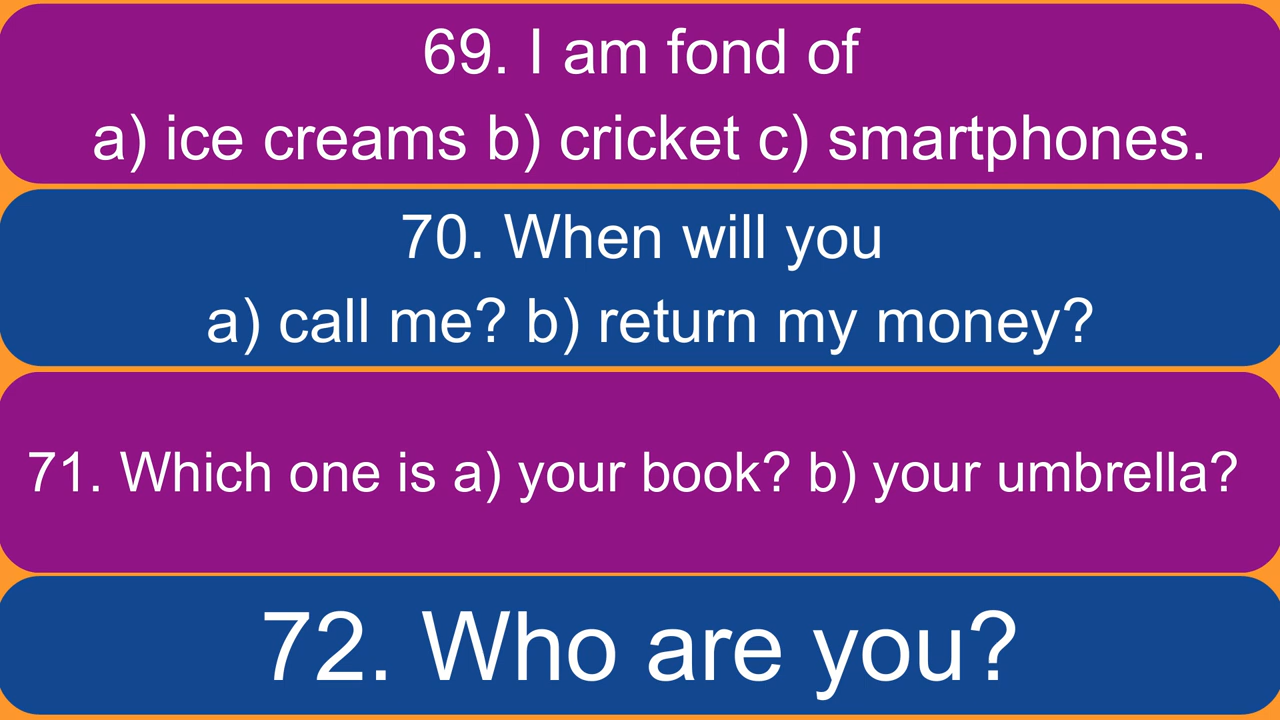 69. I am fond of
a) ice creams b) cricket c) smartphones.
70. When will you
a) call me? b) return my money?
71. Which one is a) your book? b) your umbrella?
72. Who are you?